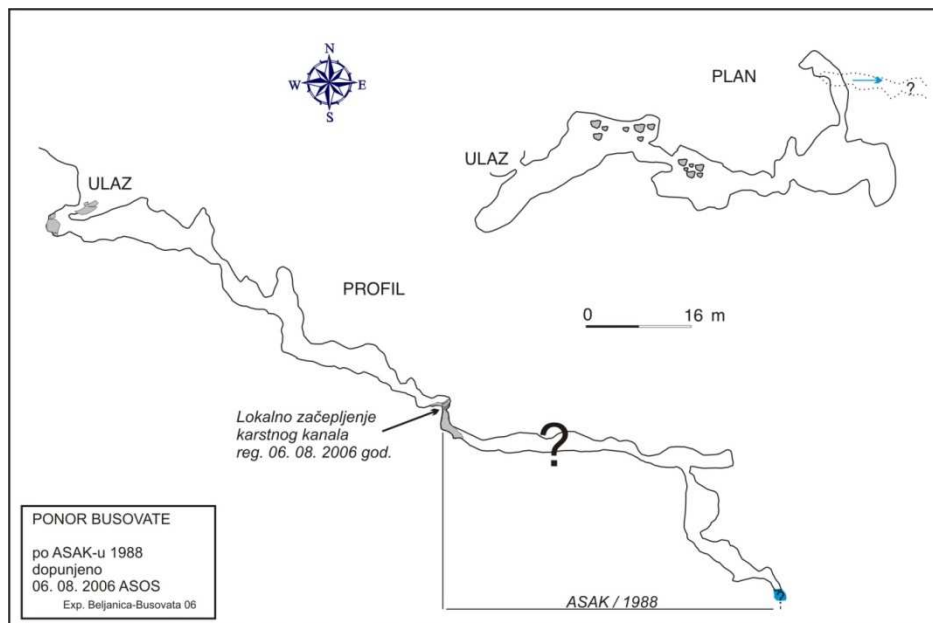 N
W E
S
PLAN
?
ULAZ
ULAZ
PROFIL
0 16 m
Lokalno začepljenje
karstnog kanala
reg. 06. 08. 2006 god.
?
PONOR BUSOVATE
po ASAK-u 1988
dopunjeno
06. 08. 2006 ASOS
Exp. Beljanica-Busovata 06
ASAK / 1988